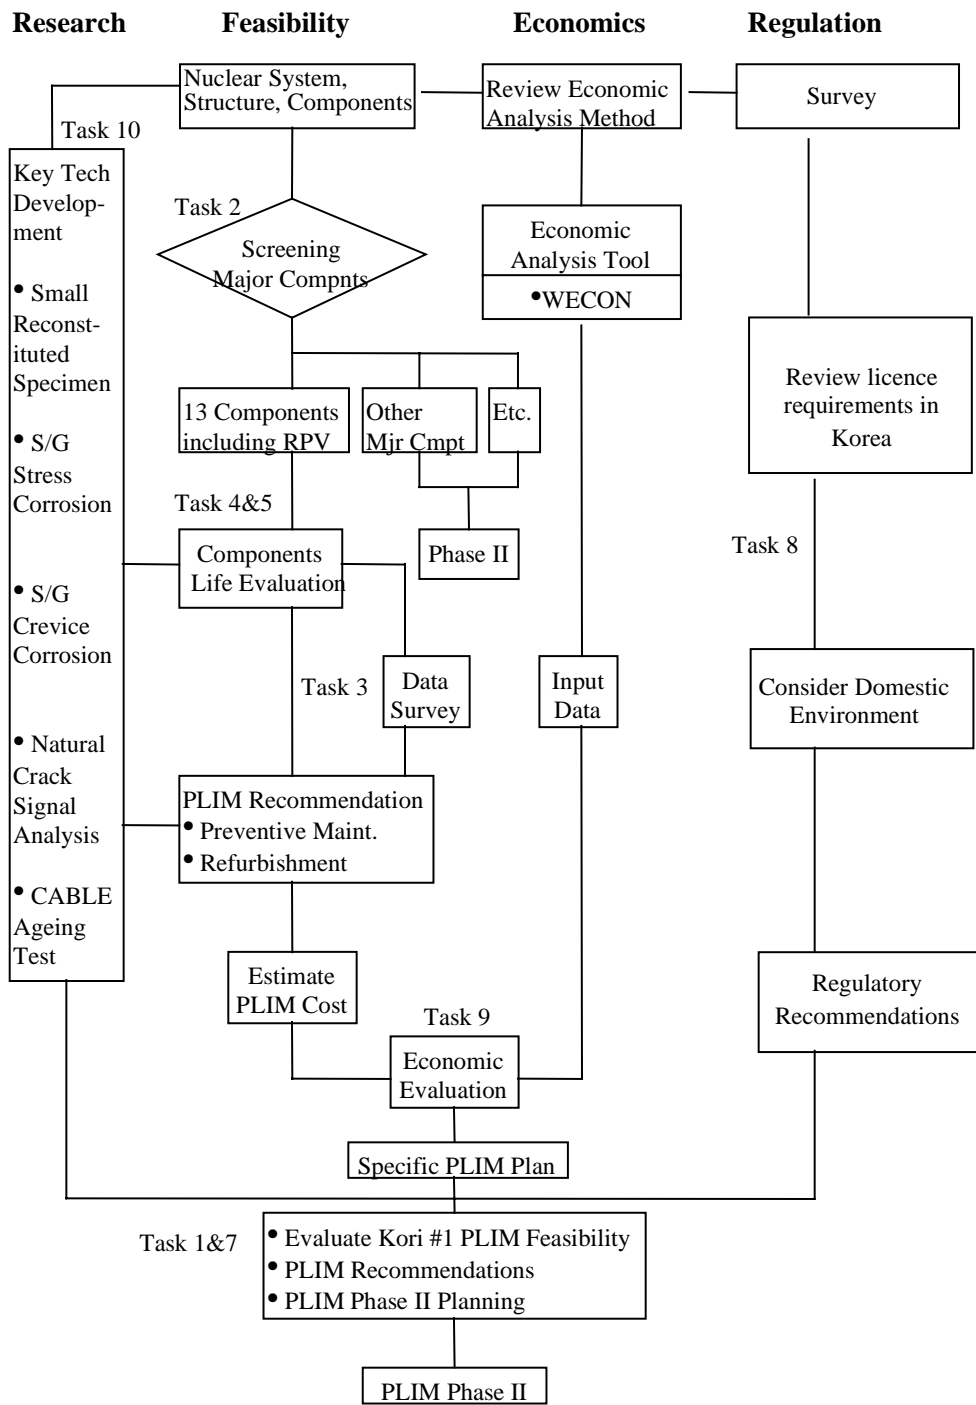 Research
Feasibility
Economics
Regulation
Nuclear System,
Structure, Components
Review Economic
Analysis Method
Survey
Task 10
Key Tech
Develop-
ment
• Small
Reconst-
ituted
Specimen
• S/G
Stress
Corrosion
• S/G
Crevice
Corrosion
• Natural
Crack
Signal
Analysis
• CABLE
Ageing
Test
Task 2
Screening
Major Compnts
Economic
Analysis Tool
•WECON
13 Components
including RPV
Other
Mjr Cmpt
Etc.
Review licence
requirements in
Korea
Task 4&5
Components
Life Evaluation
Phase II
Task 8
Task 3
Data
Survey
Input
Data
Consider Domestic
Environment
PLIM Recommendation
• Preventive Maint.
• Refurbishment
Estimate
PLIM Cost
Regulatory
Recommendations
Task 9
Economic
Evaluation
Specific PLIM Plan
Task 1&7
• Evaluate Kori #1 PLIM Feasibility
• PLIM Recommendations
• PLIM Phase II Planning
PLIM Phase II